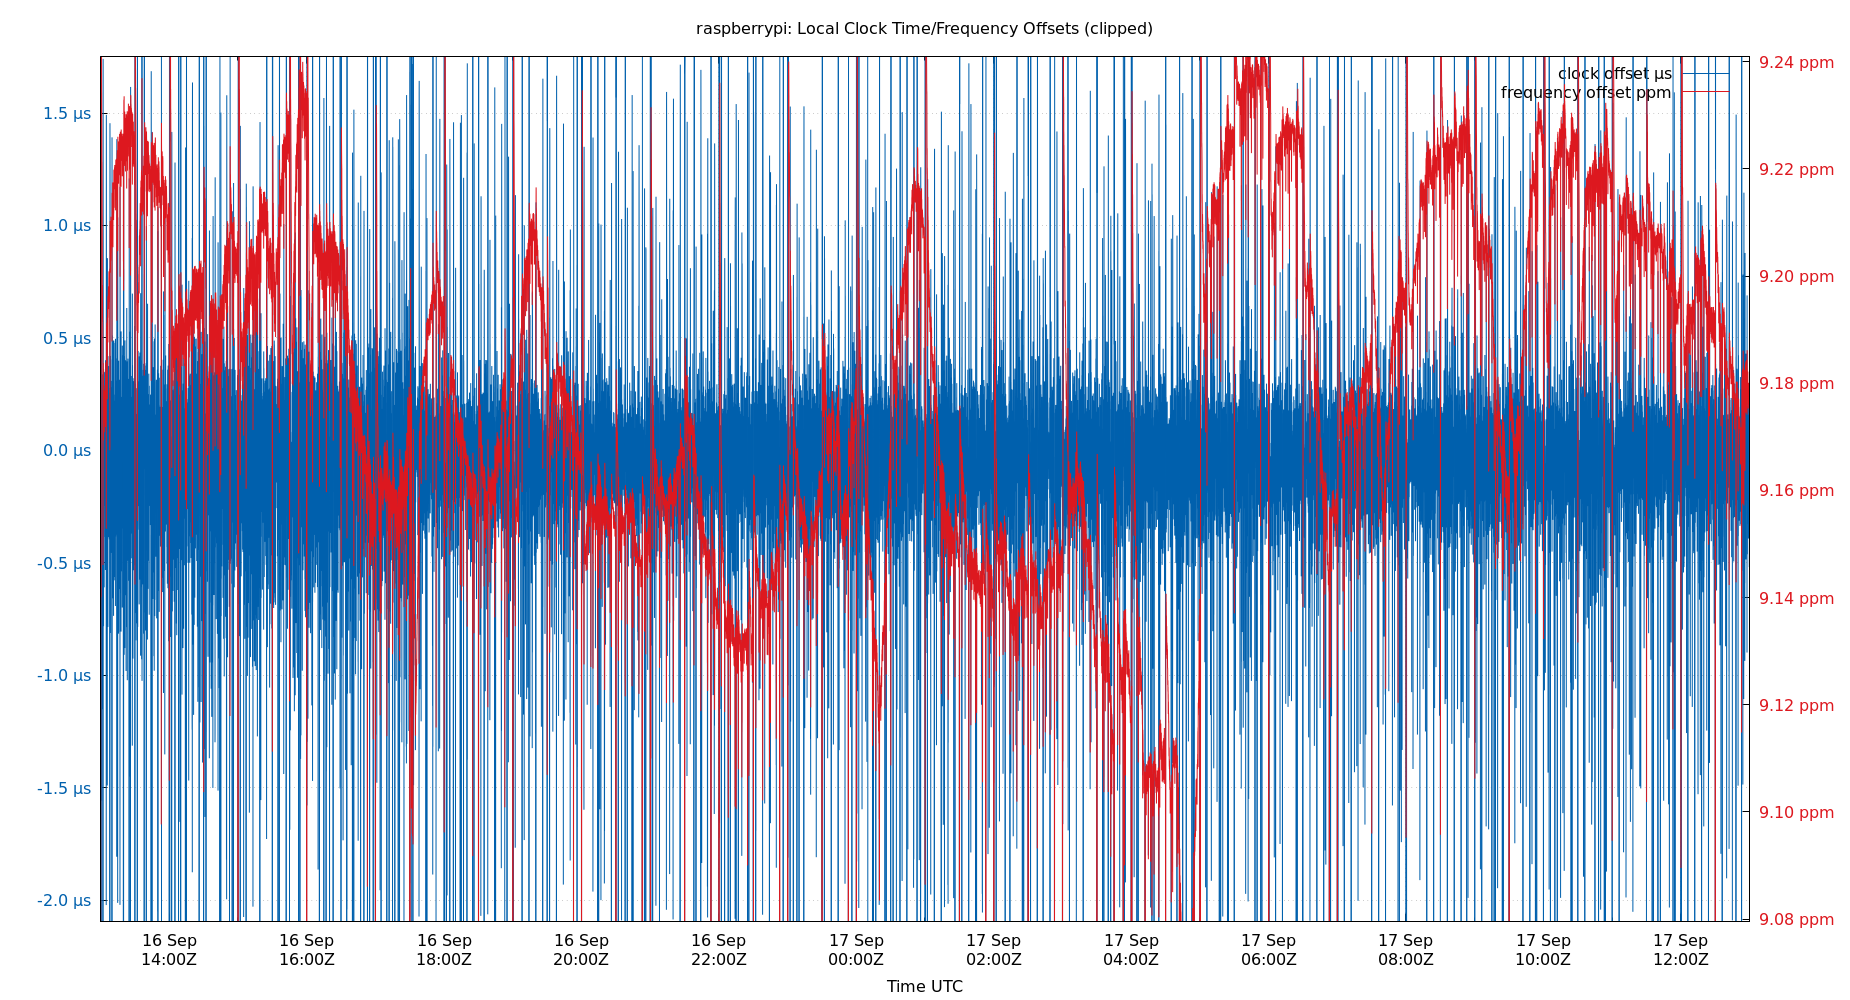 raspberrypi: Local Clock Time/Frequency Offsets (clipped)
clock offset µs
frequency offset ppm
1.5 µs
1.0 µs
0.5 µs
0.0 µs
-0.5 µs
-1.0 µs
-1.5 µs
-2.0 µs
9.24 ppm
9.22 ppm
9.20 ppm
9.18 ppm
9.16 ppm
9.14 ppm
9.12 ppm
9.10 ppm
9.08 ppm
16 Sep
14:00Z
16 Sep
16:00Z
16 Sep
18:00Z
16 Sep
20:00Z
16 Sep
22:00Z
17 Sep
00:00Z
17 Sep
02:00Z
17 Sep
04:00Z
17 Sep
06:00Z
17 Sep
08:00Z
17 Sep
10:00Z
17 Sep
12:00Z
Time UTC